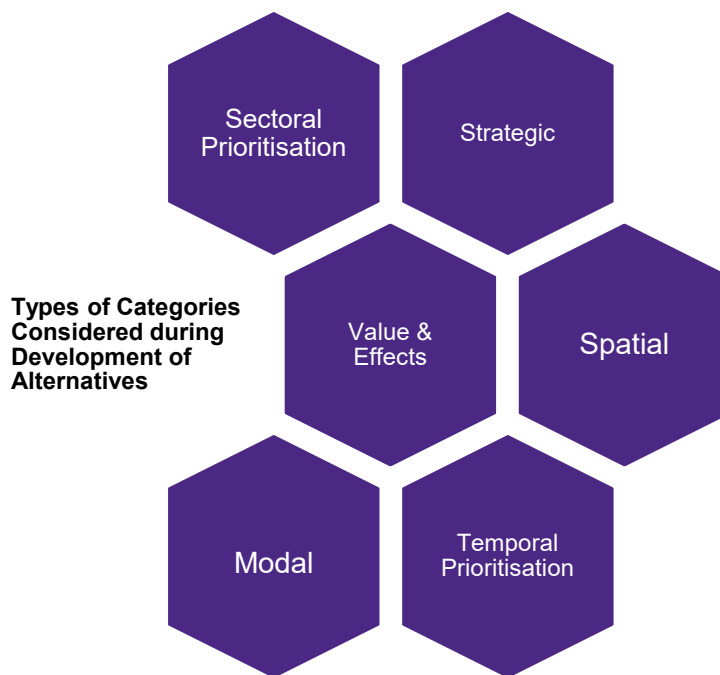 Sectoral
Prioritisation
Strategic
Types of Categories
Considered during
Development of
Alternatives
Value &
Effects
Spatial
Modal
Temporal
Prioritisation